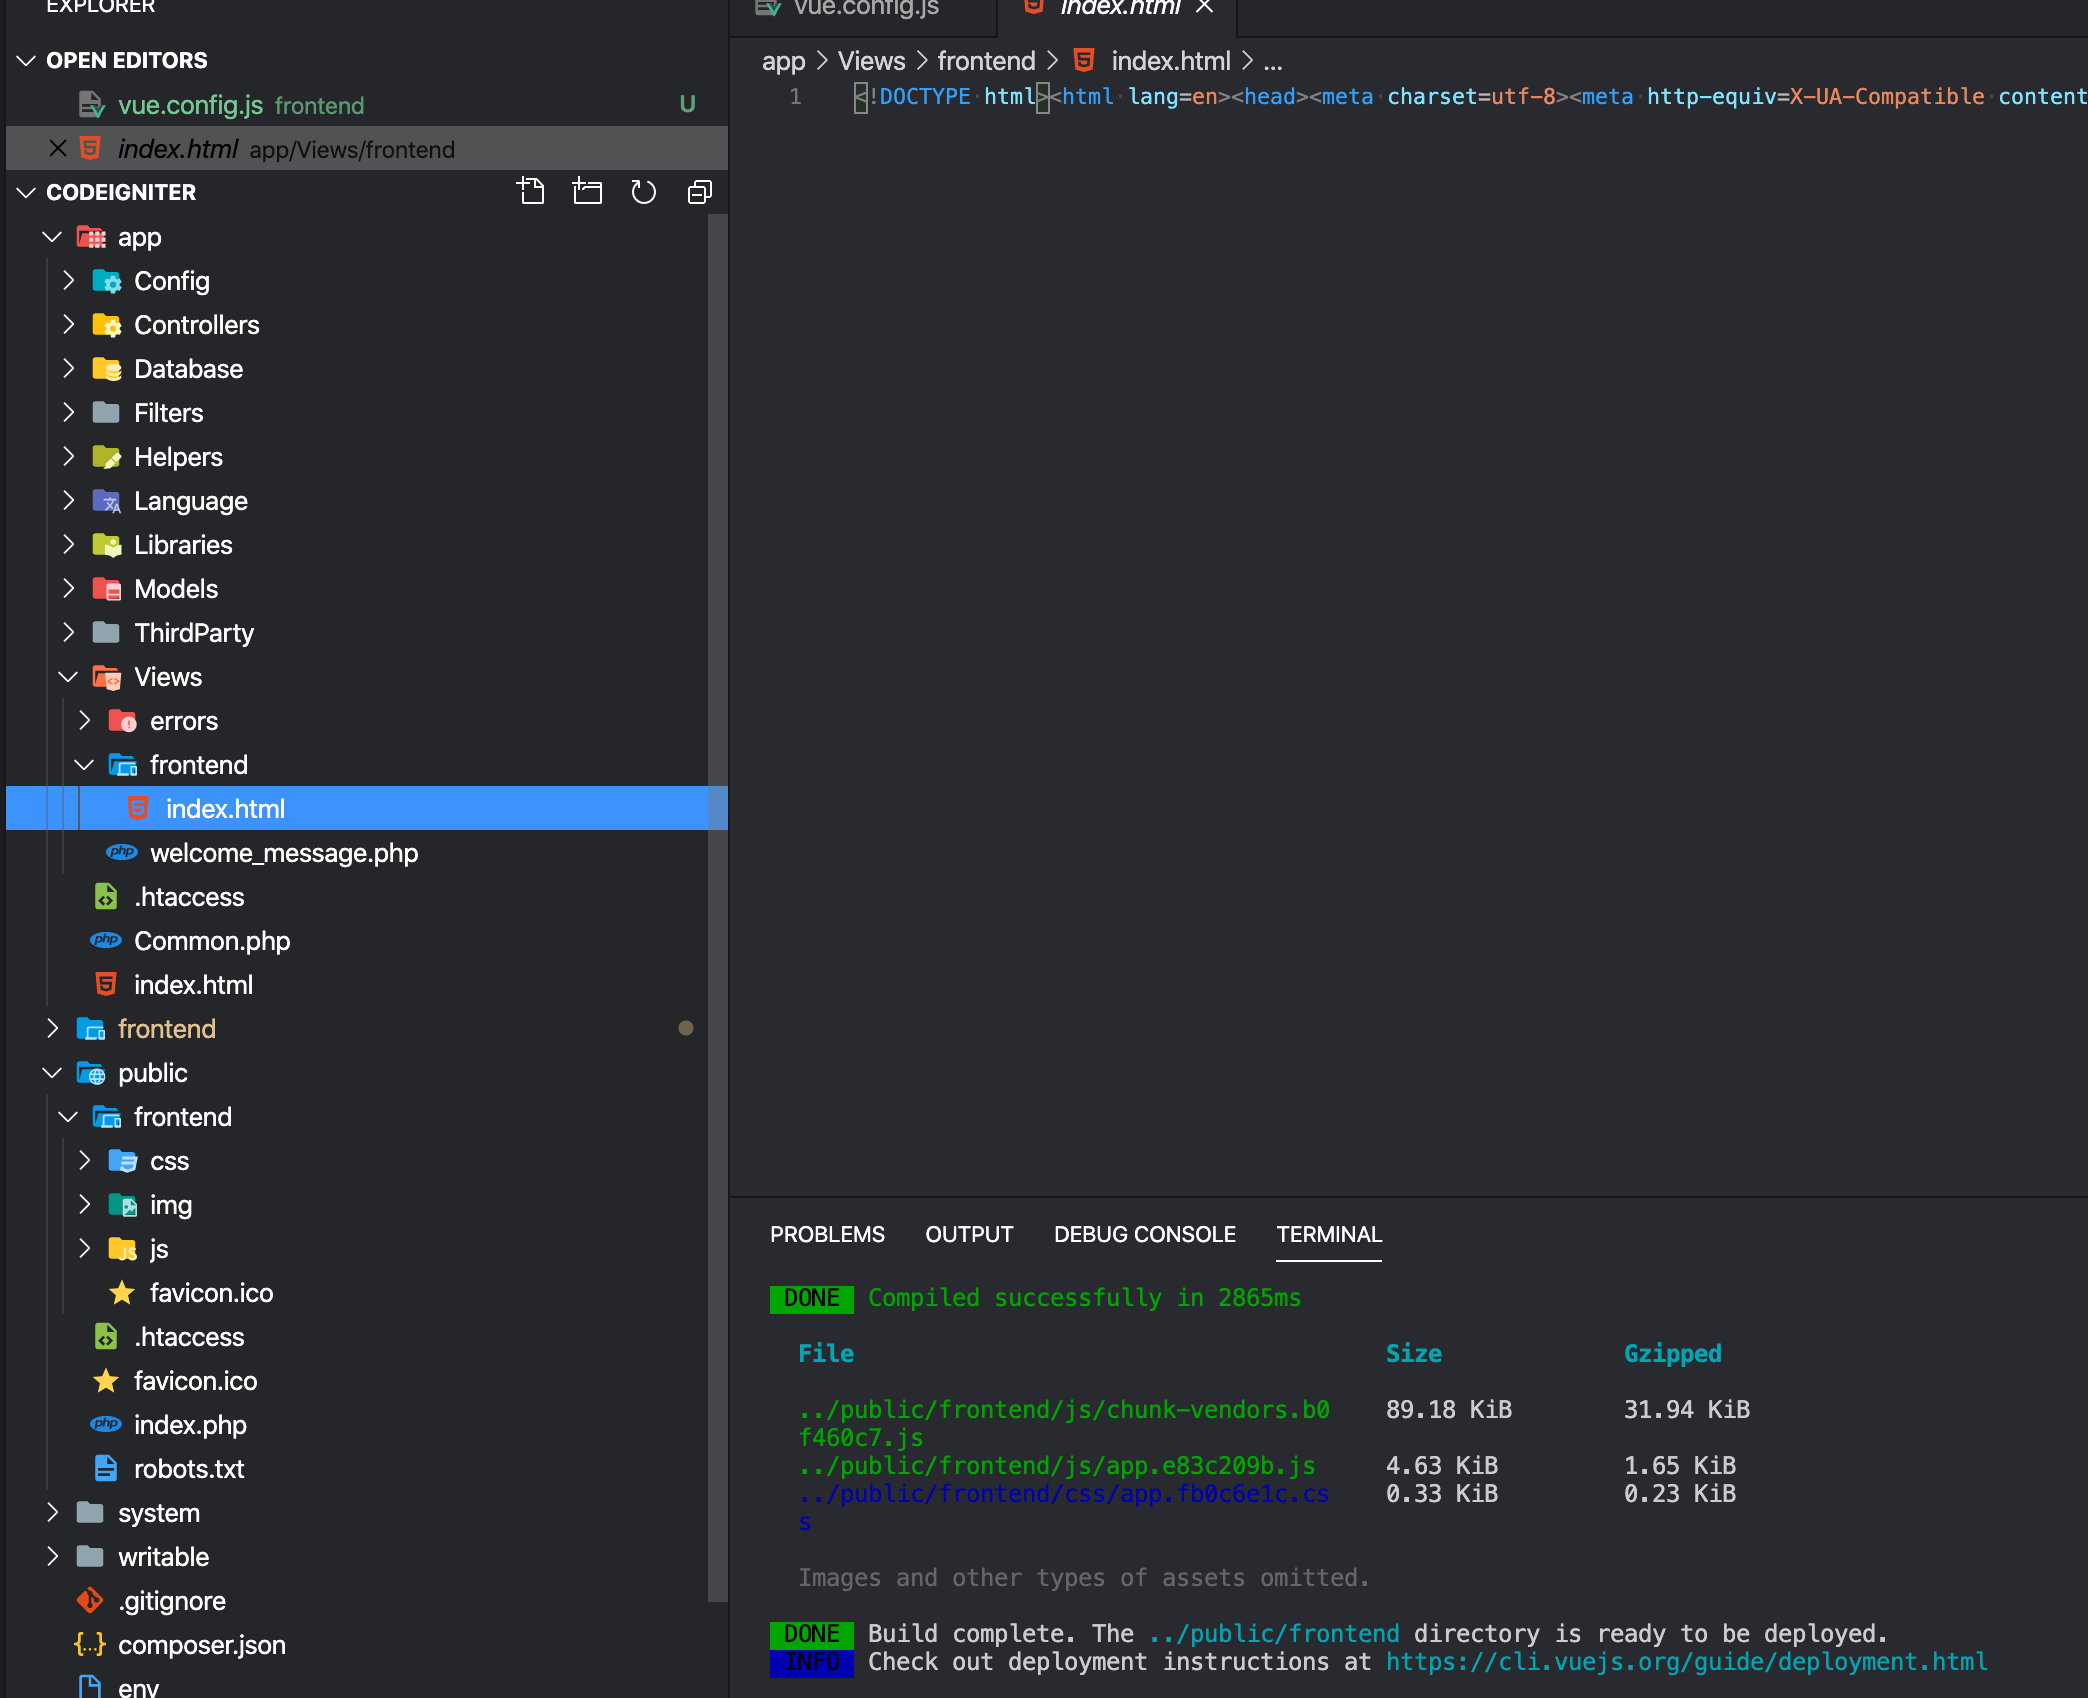 EXPLORER
OPEN EDITORS
vue.config.js frontend U
index.html app/Views/frontend
CODEIGNITER
app
Config
Controllers
Database
Filters
Helpers
Language
Libraries
Models
ThirdParty
Views
errors
frontend
index.html
welcome_message.php
.htaccess
Common.php
index.html
frontend
public
frontend
css
img
js
favicon.ico
.htaccess
favicon.ico
index.php
robots.txt
system
writable
.gitignore
composer.json
env
vue.config.js index.html
app > Views > frontend > index.html > ...
1 <!DOCTYPE html><html lang=en><head><meta charset=utf-8><meta http-equiv=X-UA-Compatible content
PROBLEMS OUTPUT DEBUG CONSOLE TERMINAL
DONE Compiled successfully in 2865ms
File Size Gzipped
../public/frontend/js/chunk-vendors.b0 89.18 KiB 31.94 KiB
f460c7.js
../public/frontend/js/app.e83c209b.js 4.63 KiB 1.65 KiB
../public/frontend/css/app.fb0c6e1c.cs 0.33 KiB 0.23 KiB
s
Images and other types of assets omitted.
DONE Build complete. The ../public/frontend directory is ready to be deployed.
INFO Check out deployment instructions at https://cli.vuejs.org/guide/deployment.html